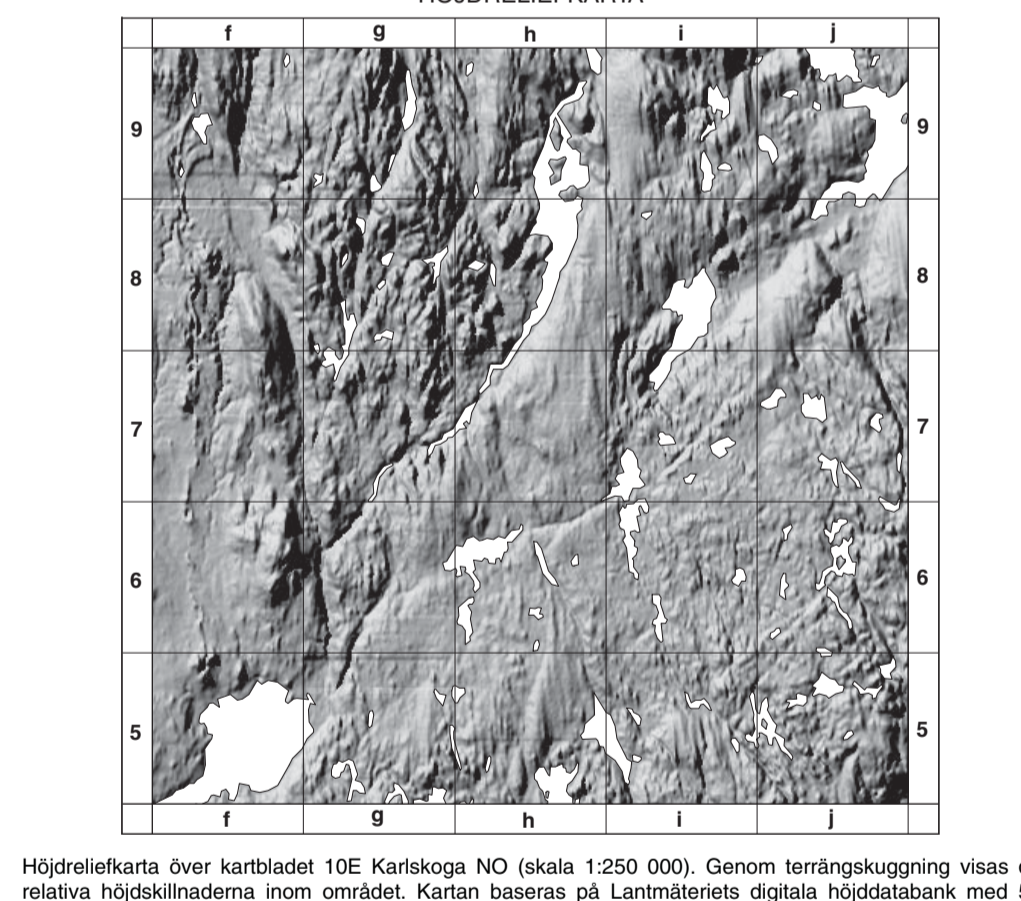 HÖJDRELIEFKARTA
f g h i j
9 9
8 8
7 7
6 6
5 5
f g h i j
Höjdreliefkarta över kartbladet 10E Karlskoga NO (skala 1:250 000). Genom terrängskuggning visas
relativa höjdskillnaderna inom området. Kartan baseras på Lantmäteriets digitala höjddatabank med